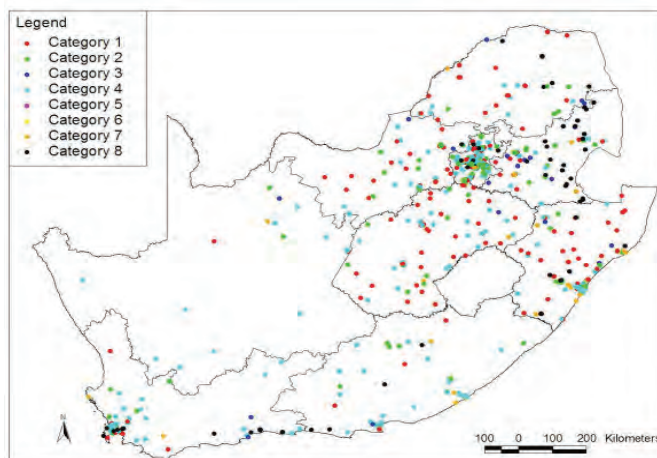 Legend
Category 1
Category 2
Category 3
Category 4
Category 5
Category 6
Category 7
Category 8
N
100 0 100 200 Kilometers